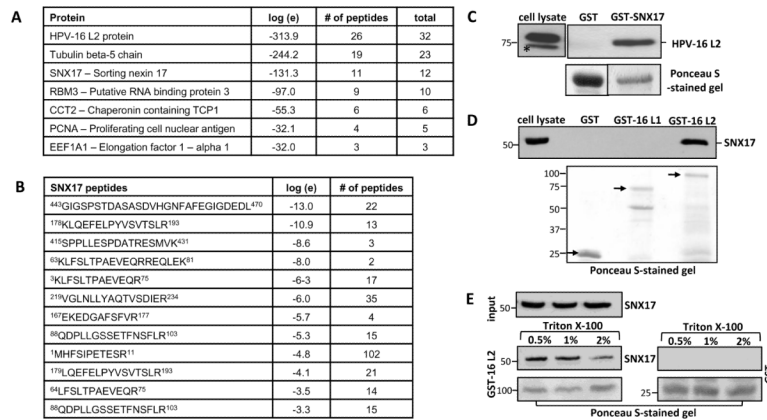 A
Protein log (e) # of peptides total
HPV-16 L2 protein -313.9 26 32
Tubulin beta-5 chain -244.2 19 23
SNX17 – Sorting nexin 17 -131.3 11 12
RBM3 – Putative RNA binding protein 3 -97.0 9 10
CCT2 – Chaperonin containing TCP1 -55.3 6 6
PCNA – Proliferating cell nuclear antigen -32.1 4 5
EEF1A1 – Elongation factor 1 – alpha 1 -32.0 3 3
B
SNX17 peptides log (e) # of peptides
443GIGSPSTDASASDVHGNFAFEGIGDEDL470 -13.0 22
178KLQEFELPYVSVTSLR193 -10.9 13
415SPPLLESPDATRESMVK431 -8.6 3
63KLFSLTPAEVEQRREQLEK81 -8.0 2
3KLFSLTPAEVEQR75 -6-3 17
219VGLNLLYAQTVSDIER234 -6.0 35
167EKEDGAFSFVR177 -5.7 4
88QDPLLGSSETFNSFLR103 -5.3 15
1MHFSIPETESR11 -4.8 102
179LQEFELPYVSVTSLR193 -4.1 21
64LFSLTPAEVEQR75 -3.5 14
88QDPLLGSSETFNSFLR103 -3.3 15
C
cell lysate GST GST-SNX17
75 HPV-16 L2
*
Ponceau S
-stained gel
D
cell lysate GST GST-16 L1 GST-16 L2
50 SNX17
100
75
50
37
25
Ponceau S-stained gel
E
input 50 SNX17
Triton X-100 Triton X-100
0.5% 1% 2% 0.5% 1% 2%
GST-16 L2 50 SNX17 GST
100 25
Ponceau S-stained gel